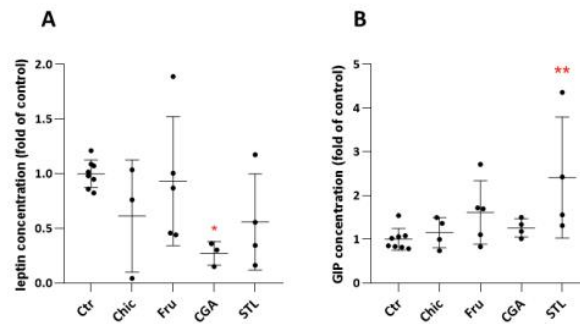 A
leptin concentration (fold of control)
2.0
1.5
1.0
0.5
0.0
*
Ctr
Chic
Fru
CGA
STL
B
GIP concentration (fold of control)
5
4
3
2
1
0
**
Ctr
Chic
Fru
CGA
STL